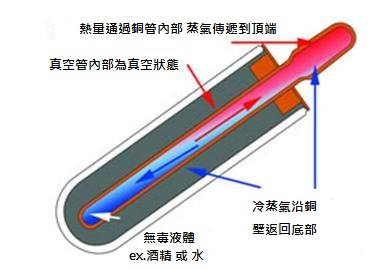 熱量通過銅管內部 蒸氣傳遞到頂端
真空管內部為真空狀態
冷蒸氣沿銅
壁返回底部
無毒液體
ex.酒精 或 水